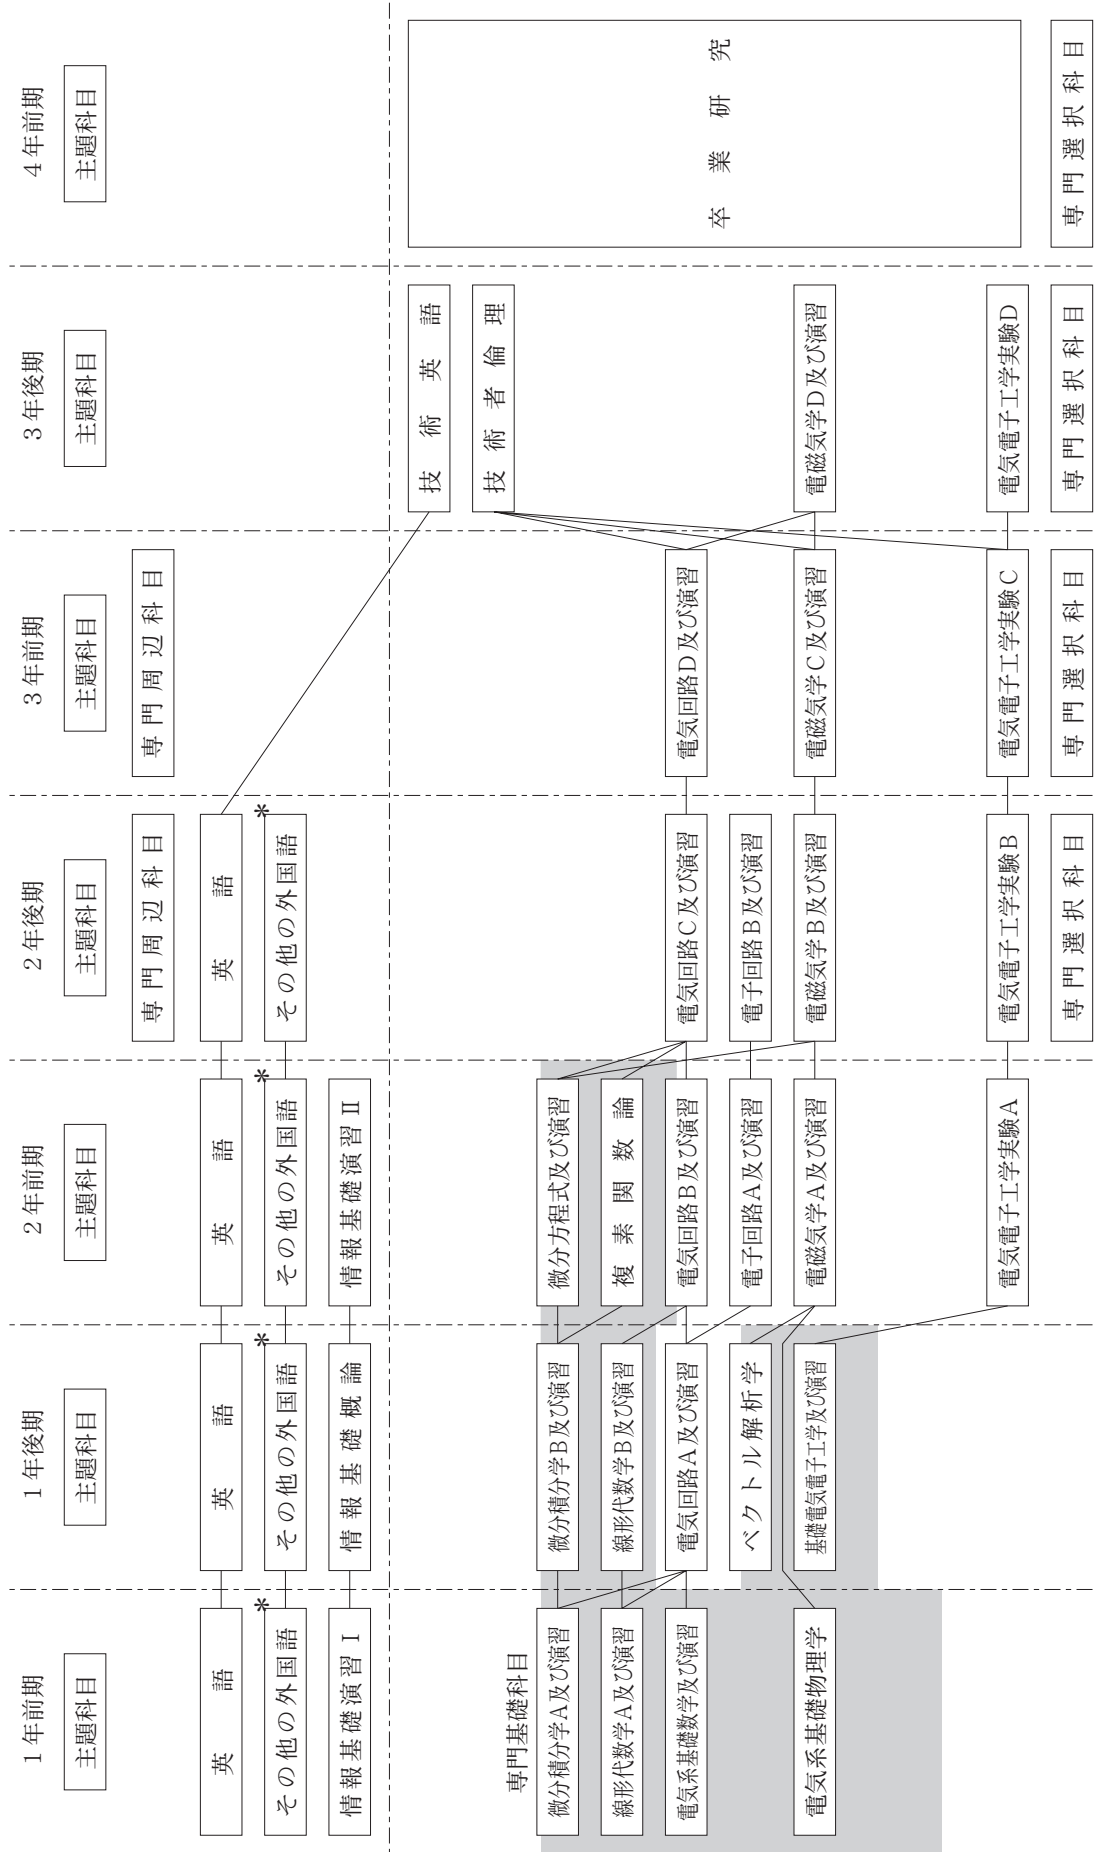 1年前期
主題科目
英語
*
その他の外国語
情報基礎演習Ⅰ
専門基礎科目
微分積分学A及び演習
線形代数学A及び演習
電気系基礎数学及び演習
電気系基礎物理学
1年後期
主題科目
英語
*
その他の外国語
情報基礎概論
微分積分学B及び演習
線形代数学B及び演習
電気回路A及び演習
ベクトル解析学
基礎電気電子工学及び演習
2年前期
主題科目
英語
*
その他の外国語
情報基礎演習Ⅱ
微分方程式及び演習
複素関数論
電気回路B及び演習
電子回路A及び演習
電磁気学A及び演習
電気電子工学実験A
2年後期
主題科目
専門周辺科目
英語
*
その他の外国語
電気回路C及び演習
電子回路B及び演習
電磁気学B及び演習
電気電子工学実験B
専門選択科目
3年前期
主題科目
専門周辺科目
電気回路D及び演習
電磁気学C及び演習
電気電子工学実験C
専門選択科目
3年後期
主題科目
技術英語
技術者倫理
電磁気学D及び演習
電気電子工学実験D
専門選択科目
4年前期
主題科目
卒業研究
専門選択科目